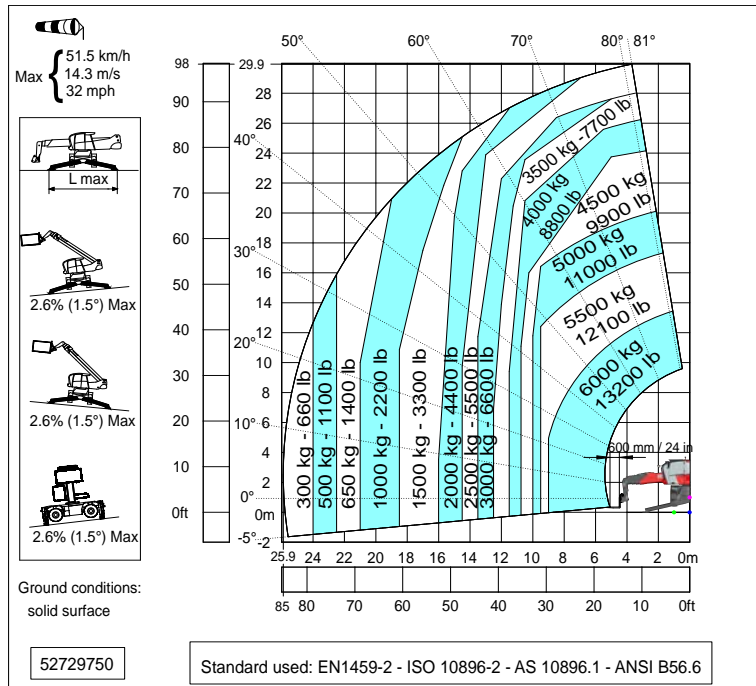 51.5 km/h
Max { 14.3 m/s
32 mph
L max
2.6% (1.5°) Max
2.6% (1.5°) Max
2.6% (1.5°) Max
Ground conditions:
solid surface
52729750
50° 60° 70° 80° 81°
40°
30°
20°
10°
0°
-5°
98
90
80
70
60
50
40
30
20
10
0ft
29.9
28
26
24
22
20
18
16
14
12
10
8
6
4
2
0m
-2
300 kg - 660 lb
500 kg - 1100 lb
650 kg - 1400 lb
1000 kg - 2200 lb
1500 kg - 3300 lb
2000 kg - 4400 lb
2500 kg - 5500 lb
3000 kg - 6600 lb
3500 kg -7700 lb
4000 kg
8800 lb
4500 kg
9900 lb
5000 kg
11000 lb
5500 kg
12100 lb
6000 kg
13200 lb
600 mm / 24 in
25.9 24 22 20 18 16 14 12 10 8 6 4 2 0m
85 80 70 60 50 40 30 20 10 0ft
Standard used: EN1459-2 - ISO 10896-2 - AS 10896.1 - ANSI B56.6